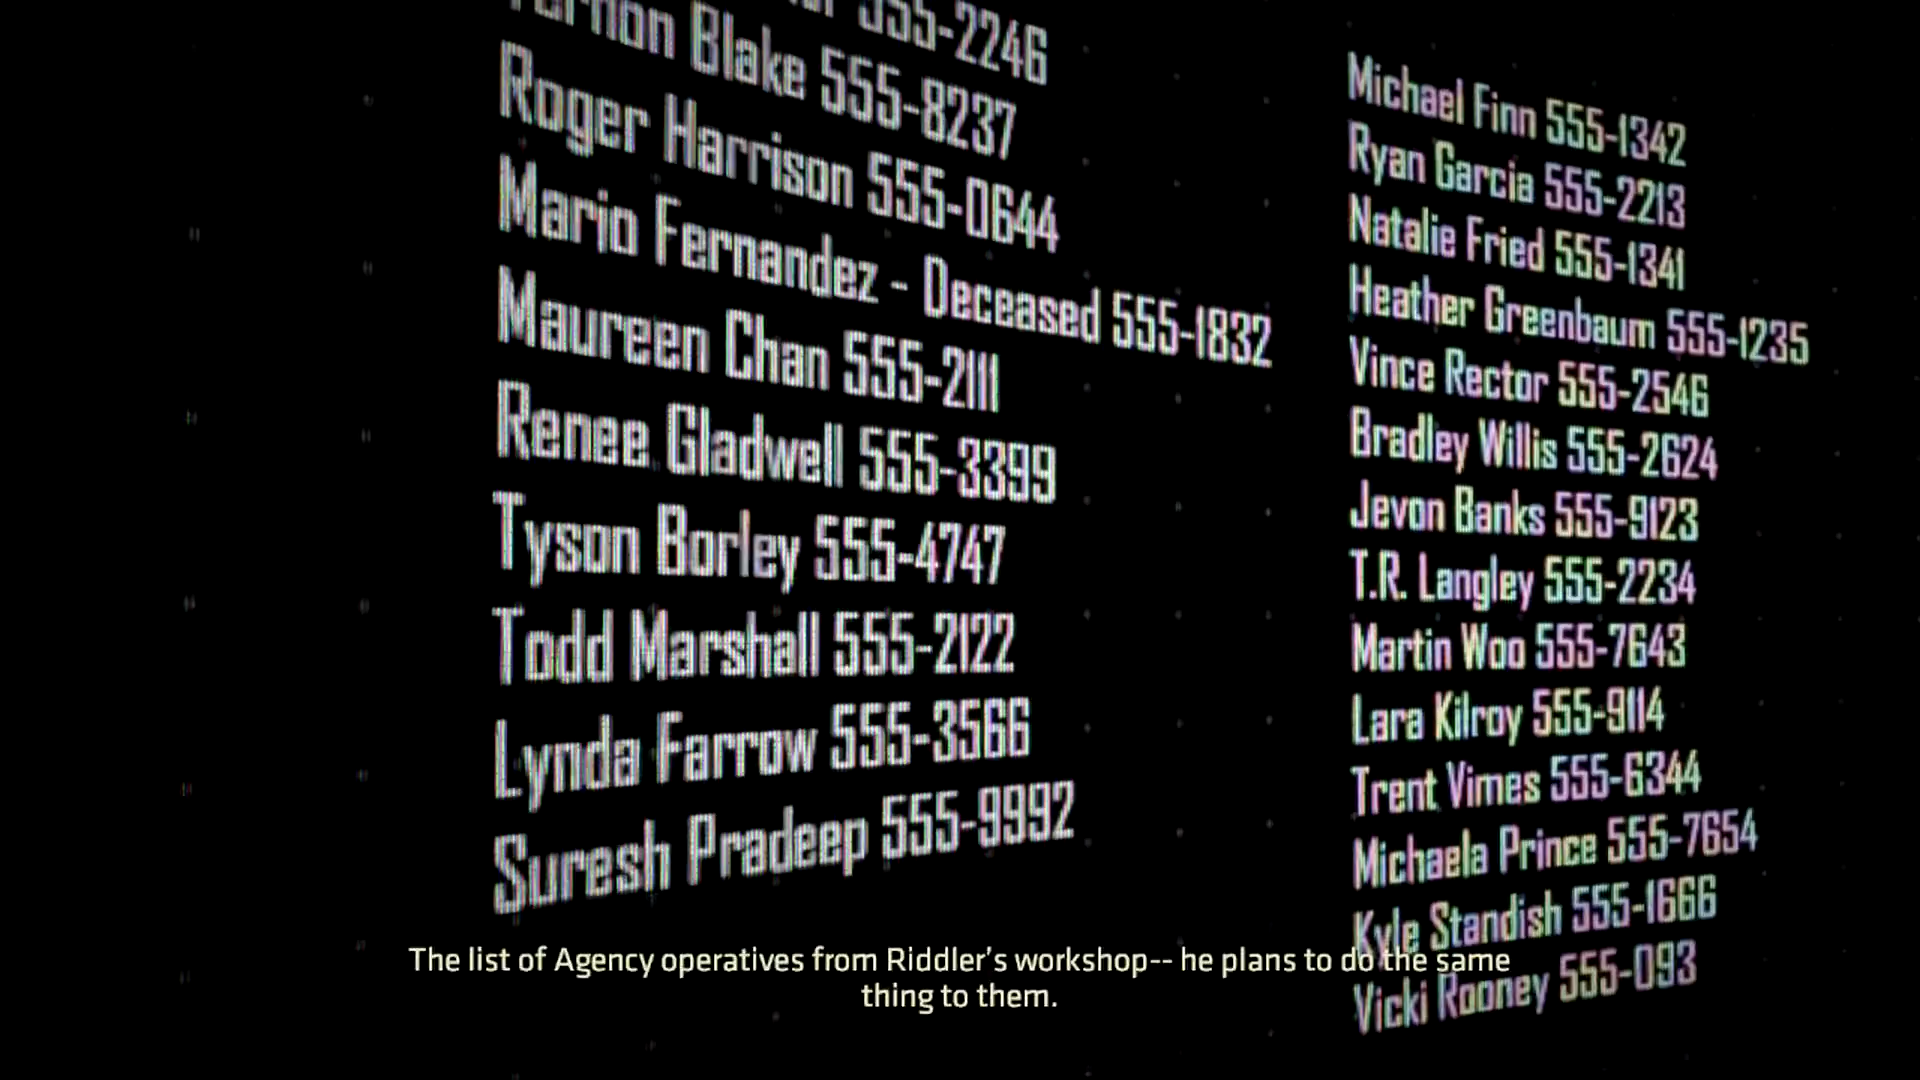 555-2246
Blake 555-8237
Roger Harrison 555-0644
Mario Fernandez - Deceased 555-1832
Maureen Chan 555-2111
Renee Gladwell 555-3399
Tyson Borley 555-4747
Todd Marshall 555-2122
Lynda Farrow 555-3566
Suresh Pradeep 555-9992
Michael Finn 555-1342
Ryan Garcia 555-2213
Natalie Fried 555-1341
Heather Greenbaum 555-1235
Vince Rector 555-2546
Bradley Willis 555-2624
Jevon Banks 555-9123
T.R. Langley 555-2234
Martin Woo 555-7643
Lara Kilroy 555-9114
Trent Vimes 555-6344
Michaela Prince 555-7654
Kyle Standish 555-1666
Vicki Rooney 555-093
The list of Agency operatives from Riddler's workshop-- he plans to do the same
thing to them.